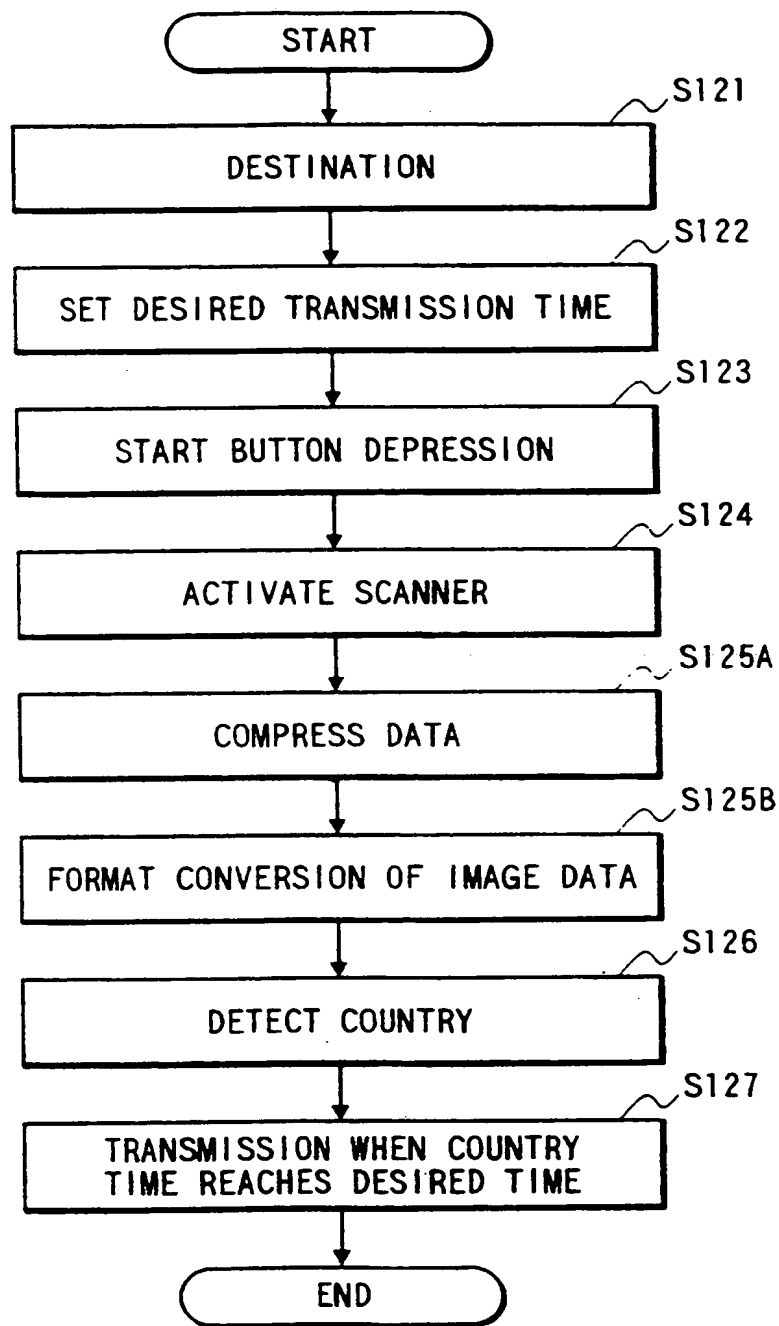 START
S121
DESTINATION
S122
SET DESIRED TRANSMISSION TIME
S123
START BUTTON DEPRESSION
S124
ACTIVATE SCANNER
S125A
COMPRESS DATA
S125B
FORMAT CONVERSION OF IMAGE DATA
S126
DETECT COUNTRY
S127
TRANSMISSION WHEN COUNTRY
TIME REACHES DESIRED TIME
END